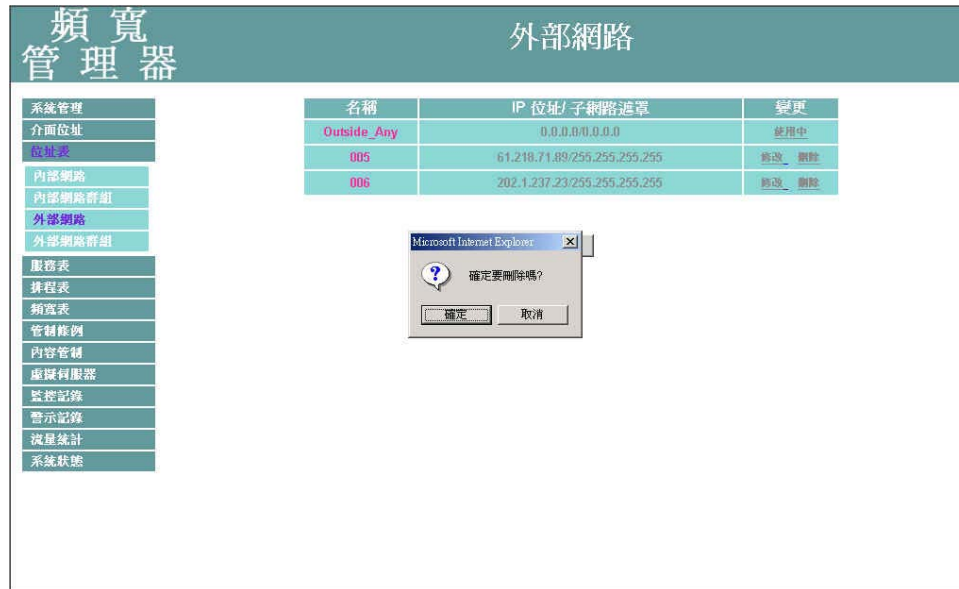 頻寬
管理器
外部網路
系統管理
介面位址
位址表
內部網路
內部網路群組
外部網路
外部網路群組
服務表
排程表
頻寬表
管制條例
內容管制
虛擬伺服器
監控記錄
警示記錄
流量統計
系統狀態
名稱 IP 位址/子網路遮罩 變更
Outside_Any 0.0.0.0/0.0.0.0 使用中
005 61.218.71.89/255.255.255.255 修改 刪除
006 202.1.237.23/255.255.255.255 修改 刪除
Microsoft Internet Explorer
確定要刪除嗎?
確定 取消